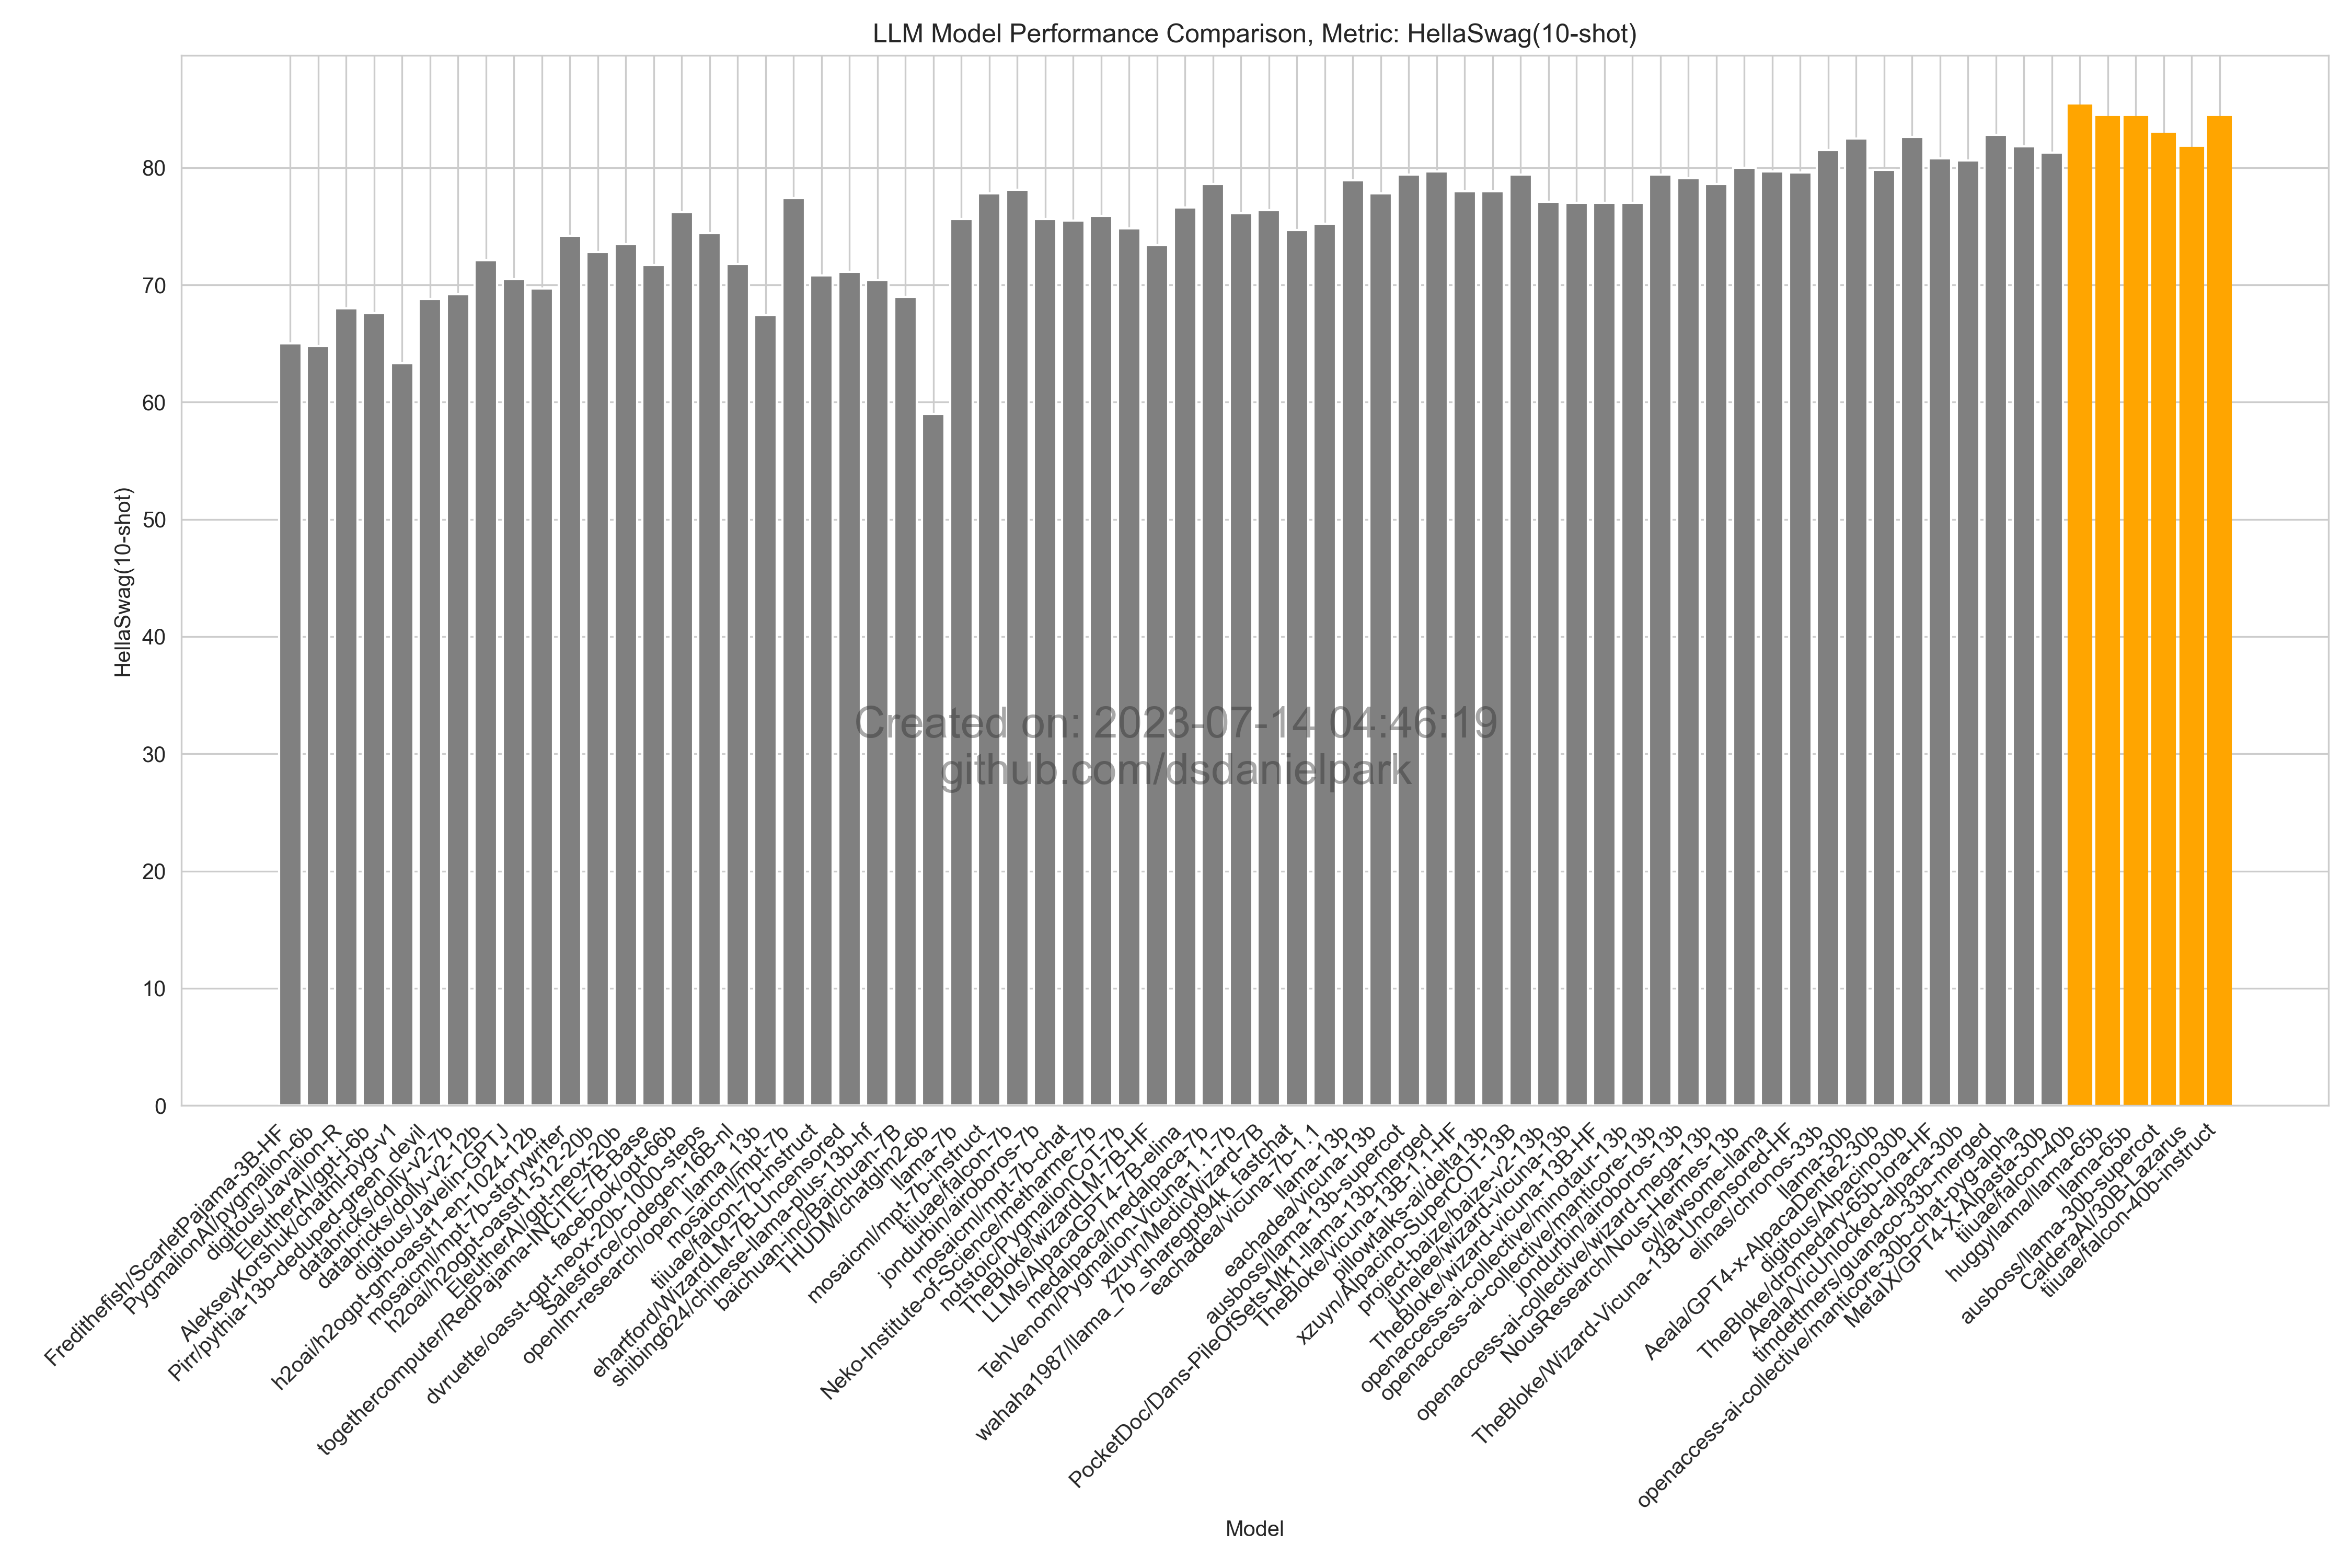 LLM Model Performance Comparison, Metric: HellaSwag(10-shot)
HellaSwag(10-shot)
80
70
60
50
40
30
20
10
0
Created on: 2023-07-14 04:46:19
github.com/dsdanielpark
Fredithefish/ScarletPajama-3B-HF
PygmalionAI/pygmalion-6b
digitous/Javalion-R
EleutherAI/gpt-j-6b
AlekseyKorshuk/chatml-pyg-v1
Pirr/pythia-13b-deduped-green_devil
databricks/dolly-v2-7b
databricks/dolly-v2-12b
digitous/Javelin-GPTJ
h2oai/h2ogpt-gm-oasst1-en-1024-12b
mosaicml/mpt-7b-storywriter
h2oai/h2ogpt-oasst1-512-20b
EleutherAI/gpt-neox-20b
togethercomputer/RedPajama-INCITE-7B-Base
facebook/opt-66b
dvruette/oasst-gpt-neox-20b-1000-steps
Salesforce/codegen-16B-nl
openlm-research/open_llama_13b
mosaicml/mpt-7b
tiiuae/falcon-7b-instruct
ehartford/WizardLM-7B-Uncensored
shibing624/chinese-llama-plus-13b-hf
baichuan-inc/Baichuan-7B
THUDM/chatglm2-6b
llama-7b
mosaicml/mpt-7b-instruct
tiiuae/falcon-7b
jondurbin/airoboros-7b
mosaicml/mpt-7b-chat
Neko-Institute-of-Science/metharme-7b
notstoic/PygmalionCoT-7b
TheBloke/wizardLM-7B-HF
LLMs/AlpacaGPT4-7B-elina
medalpaca/medalpaca-7b
TehVenom/Pygmalion-Vicuna-1.1-7b
xzuyn/MedicWizard-7B
wahaha1987/llama_7b_sharegpt94k_fastchat
eachadea/vicuna-7b-1.1
llama-13b
eachadea/vicuna-13b
ausboss/llama-13b-supercot
PocketDoc/Dans-PileOfSets-Mk1-llama-13b-merged
TheBloke/vicuna-13B-1.1-HF
pillowtalks-ai/delta13b
xzuyn/Alpacino-SuperCOT-13B
project-baize/baize-v2-13b
junelee/wizard-vicuna-13b
TheBloke/wizard-vicuna-13B-HF
openaccess-ai-collective/minotaur-13b
openaccess-ai-collective/manticore-13b
jondurbin/airoboros-13b
openaccess-ai-collective/wizard-mega-13b
NousResearch/Nous-Hermes-13b
cyl/awsome-llama
TheBloke/Wizard-Vicuna-13B-Uncensored-HF
elinas/chronos-33b
llama-30b
Aeala/GPT4-x-AlpacaDente2-30b
digitous/Alpacino30b
TheBloke/dromedary-65b-lora-HF
Aeala/VicUnlocked-alpaca-30b
timdettmers/guanaco-33b-merged
openaccess-ai-collective/manticore-30b-chat-pyg-alpha
MetaIX/GPT4-X-Alpasta-30b
tiiuae/falcon-40b
huggyllama/llama-65b
llama-65b
ausboss/llama-30b-supercot
CalderaAI/30B-Lazarus
tiiuae/falcon-40b-instruct
Model